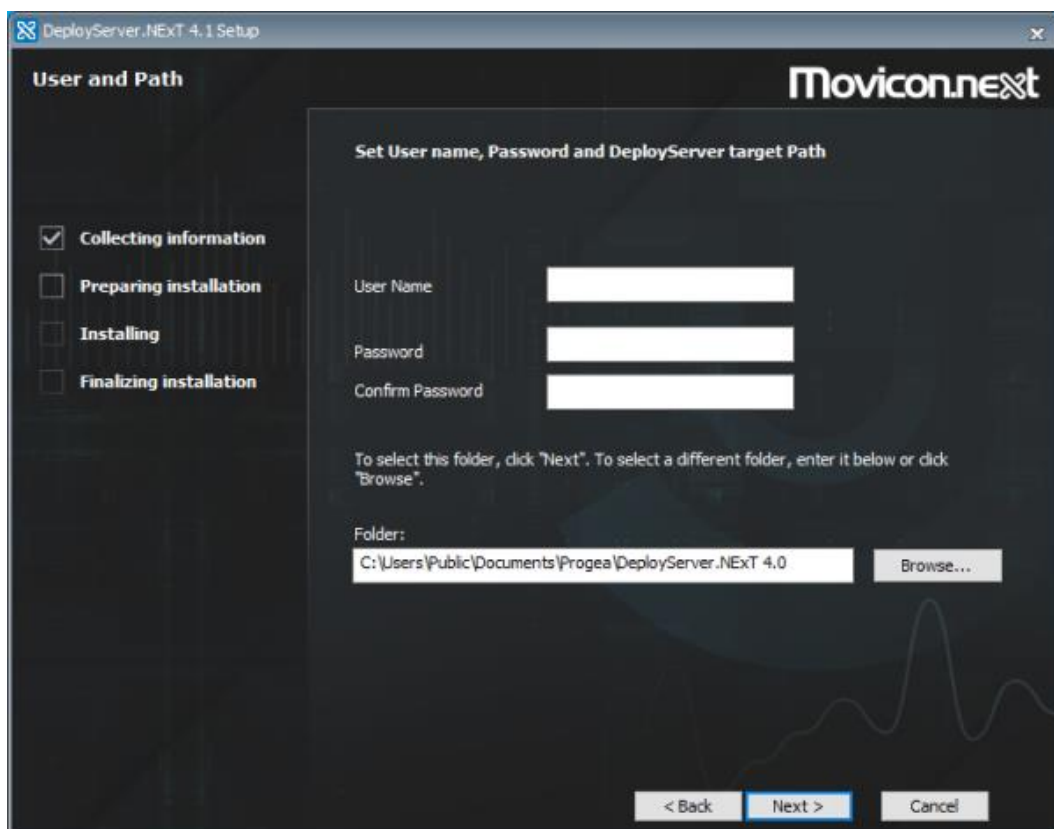 DeployServer.NExT 4.1 Setup
User and Path
Movicon.next
Set User name, Password and DeployServer target Path
Collecting information
Preparing installation
Installing
Finalizing installation
User Name
Password
Confirm Password
To select this folder, click "Next". To select a different folder, enter it below or click
"Browse".
Folder:
C:\Users\Public\Documents\Progea\DeployServer.NExT 4.0
Browse...
< Back
Next >
Cancel